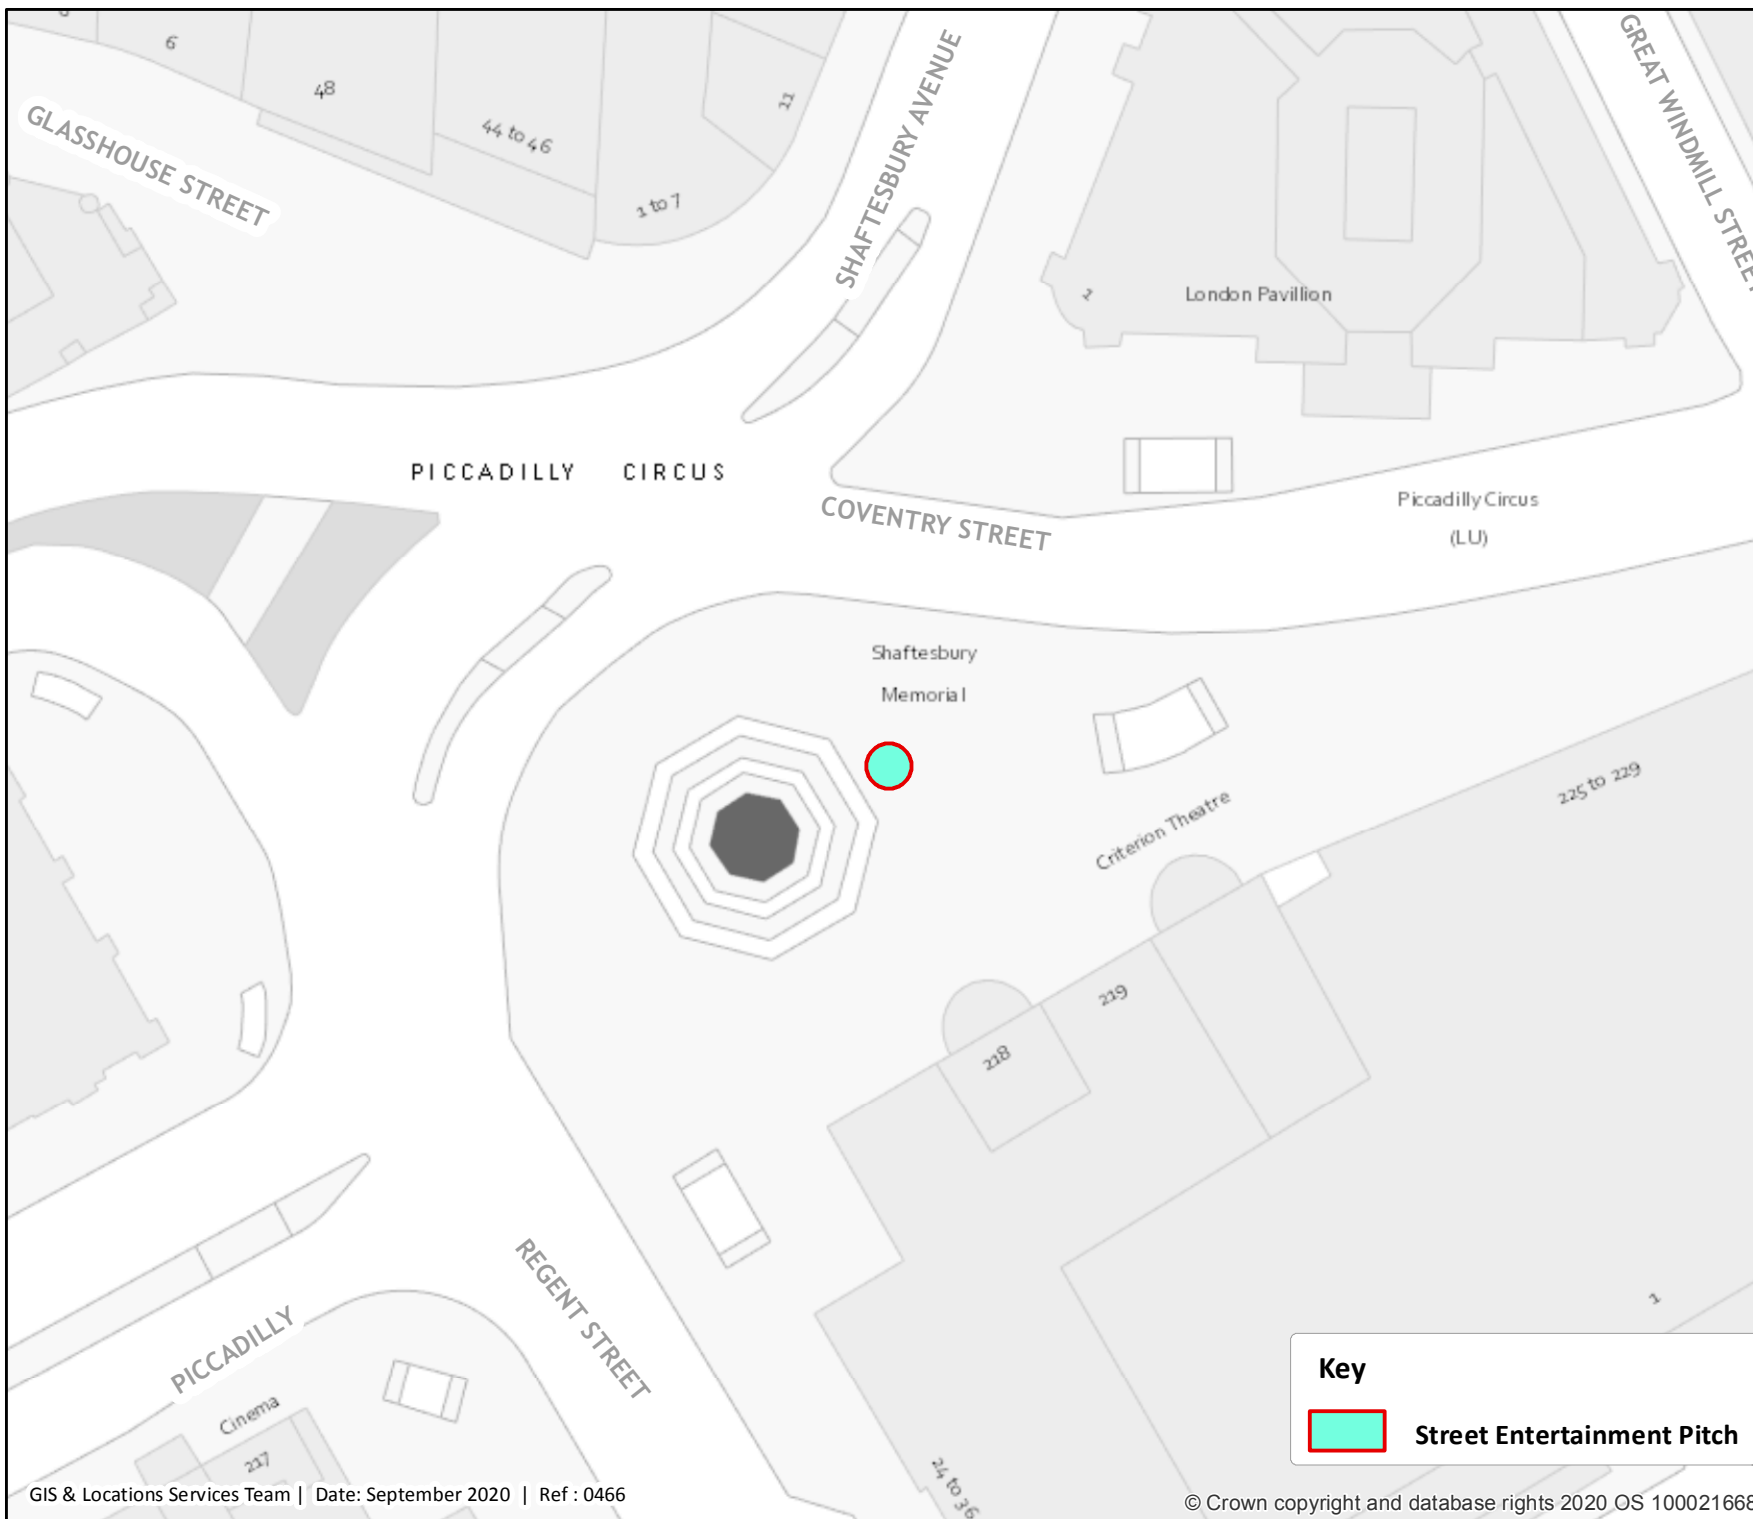 6
48
44 to 46
11
1 to 7
GLASSHOUSE STREET
SHAFTESBURY AVENUE
GREAT WINDMILL STREET
1
London Pavillion
PICCADILLY CIRCUS
COVENTRY STREET
Piccadilly Circus
(LU)
Shaftesbury
Memorial
Criterion Theatre
225 to 229
219
218
REGENT STREET
PICCADILLY
Cinema
217
24 to 36
1
Key
Street Entertainment Pitch
GIS & Locations Services Team | Date: September 2020 | Ref : 0466
© Crown copyright and database rights 2020 OS 100021668